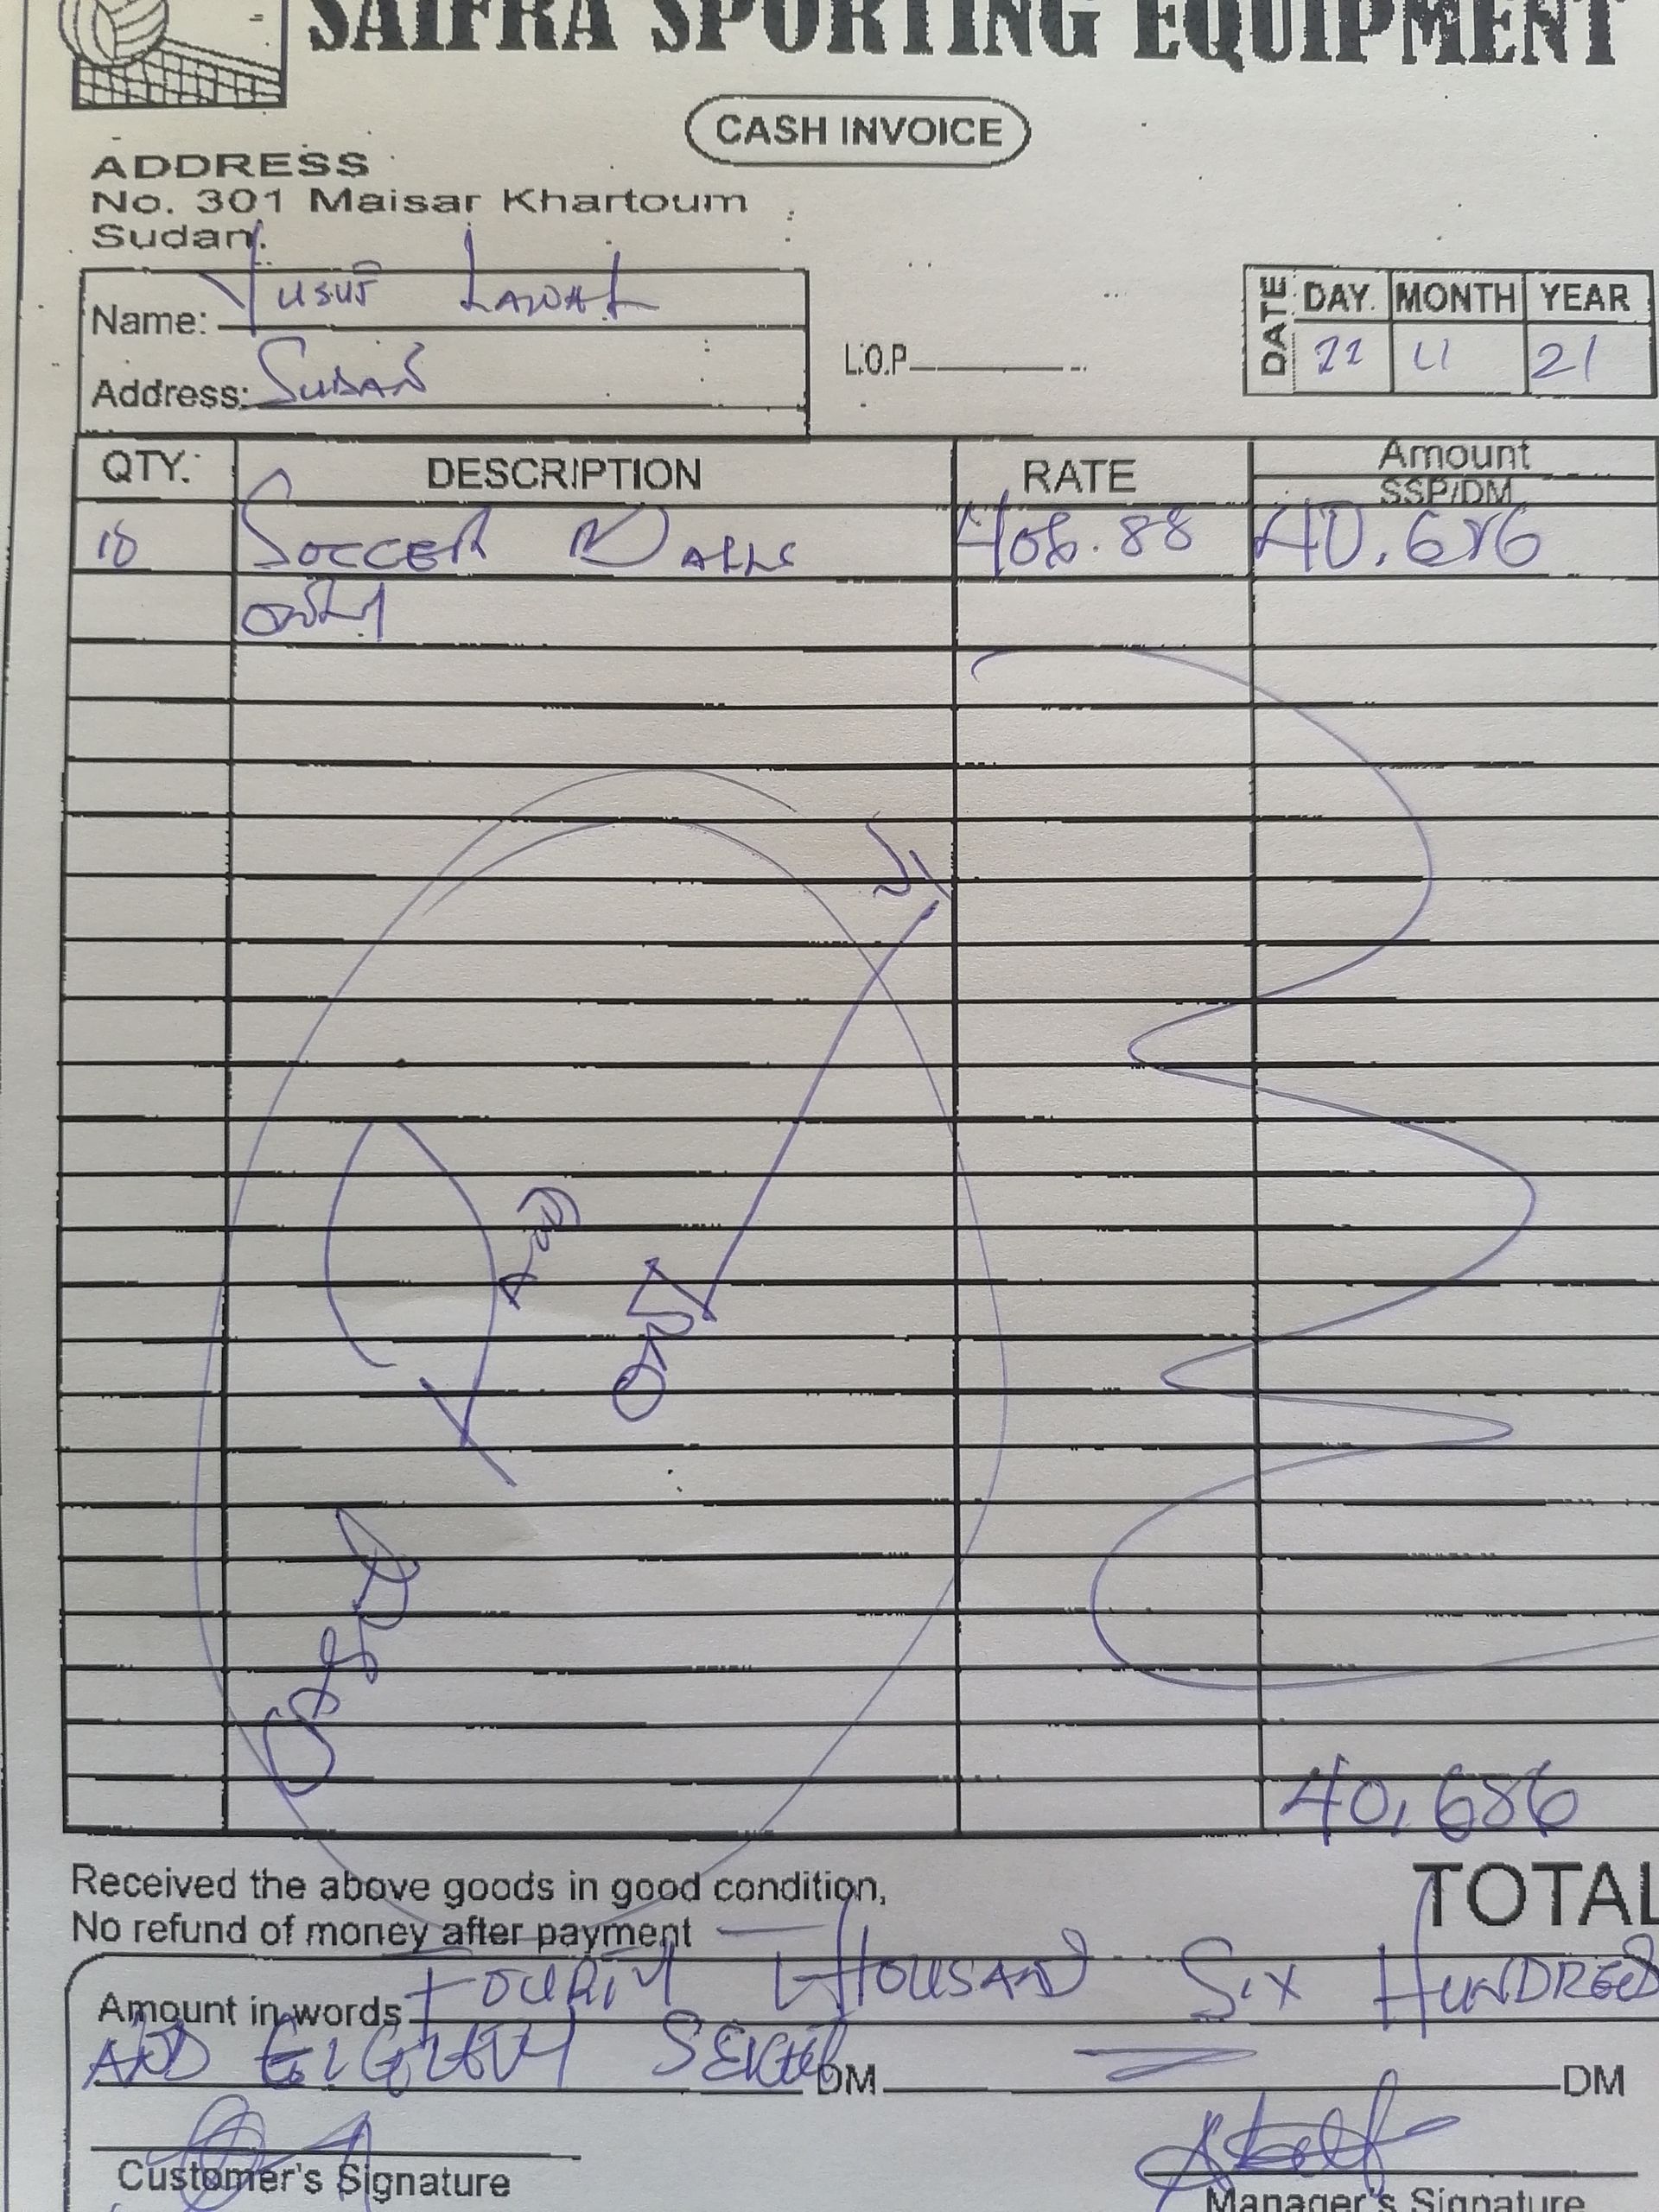 SAIFRA SPORTING EQUIPMENT
CASH INVOICE
ADDRESS
No. 301 Maisar Khartoum
Sudan.
Name: Yusuf Lawal
Address: Sudan
L.O.P
DATE DAY. MONTH YEAR
22 21
QTY. DESCRIPTION RATE Amount
SSP/DM
10 Soccer Balls 406.88 40,686
only
Good
only
40,686
Received the above goods in good condition,
No refund of money after payment
TOTAL
Amount in words Fourty Thousand Six Hundred
And Eighty DM DM
Customer's Signature Manager's Signature